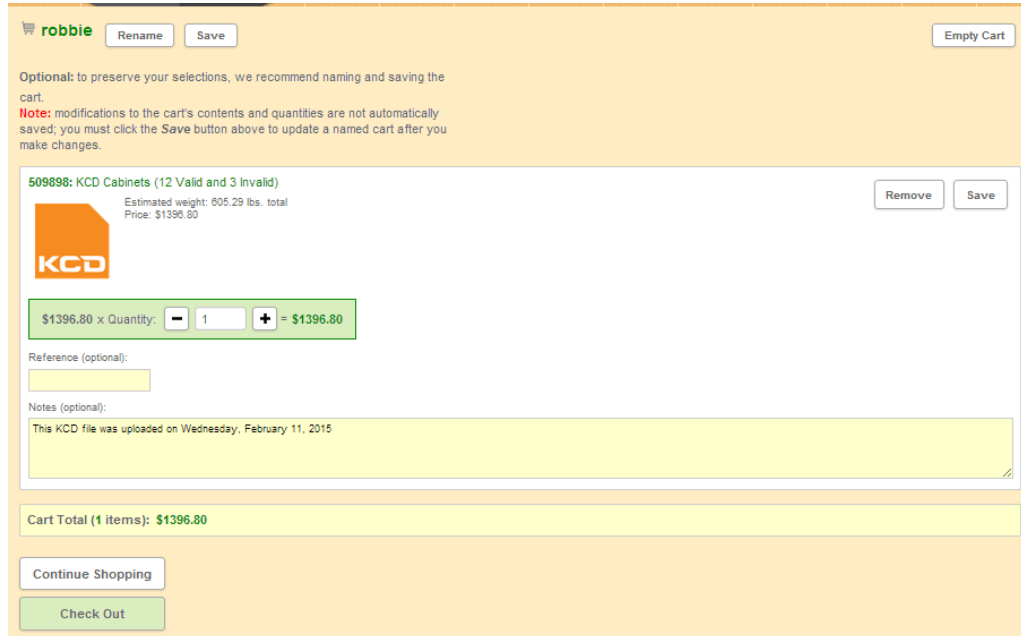 robbie Rename Save Empty Cart
Optional: to preserve your selections, we recommend naming and saving the
cart.
Note: modifications to the cart's contents and quantities are not automatically
saved; you must click the Save button above to update a named cart after you
make changes.
509898: KCD Cabinets (12 Valid and 3 Invalid)
Estimated weight: 605.29 lbs. total
Price: $1396.80
Remove Save
KCD
$1396.80 x Quantity: 1 = $1396.80
Reference (optional):
Notes (optional):
This KCD file was uploaded on Wednesday, February 11, 2015
Cart Total (1 items): $1396.80
Continue Shopping
Check Out